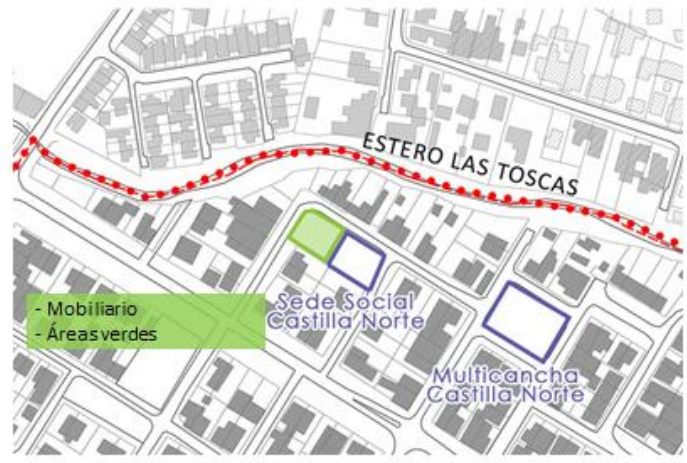 ESTERO LAS TOSCAS
- Mobiliario
- Áreas verdes
Sede Social
Castilla Norte
Multicancha
Castilla Norte